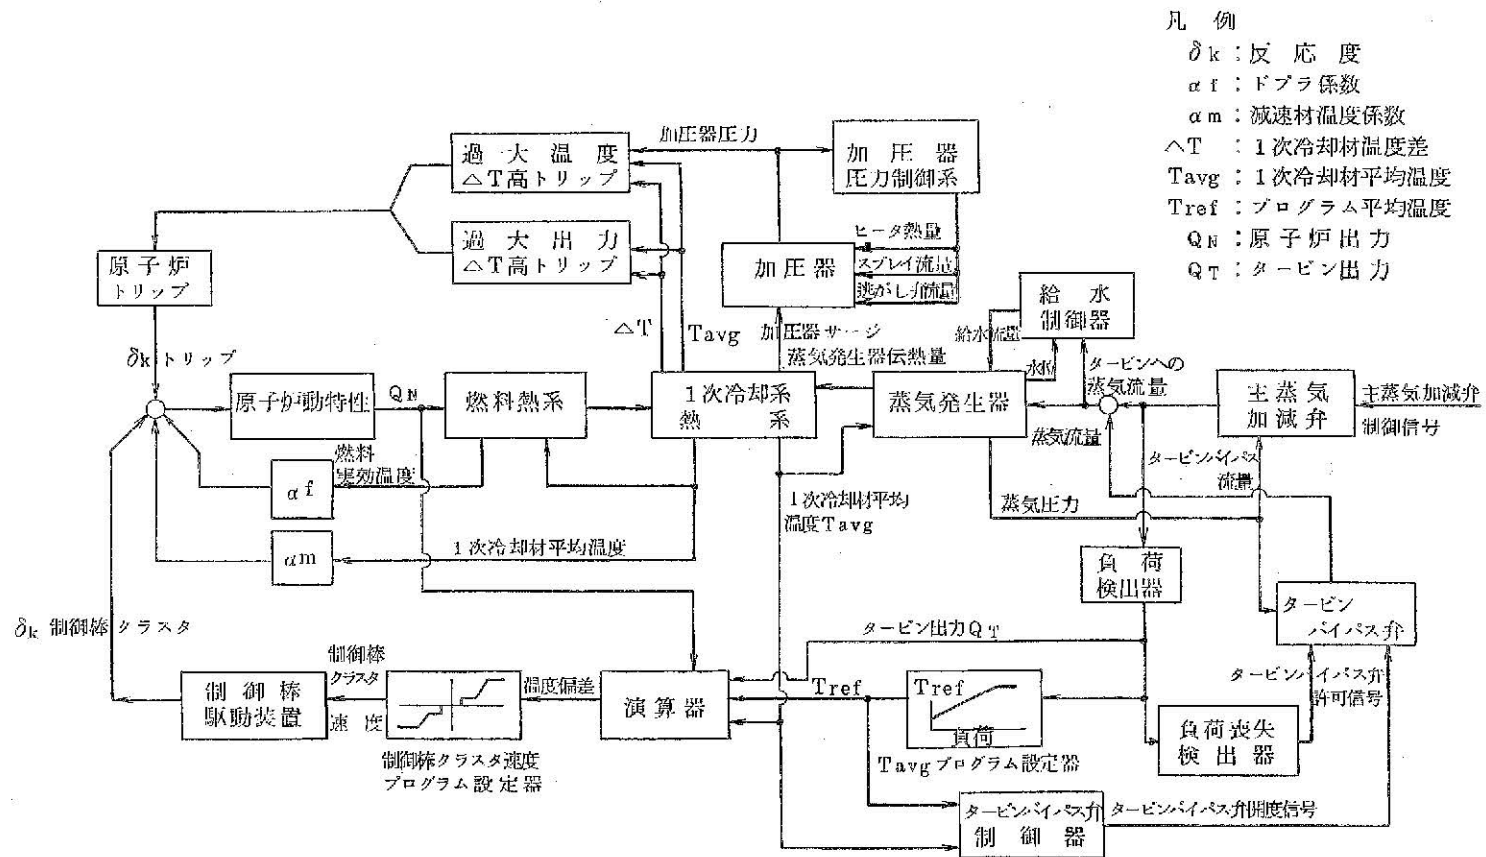 凡例
δk：反応度
αf：ドプラ係数
αm：減速材温度係数
△T：1次冷却材温度差
Tavg：1次冷却材平均温度
Tref：プログラム平均温度
QN：原子炉出力
QT：タービン出力
加圧器圧力
過大温度
△T高トリップ
加圧器
圧力制御系
過大出力
△T高トリップ
ヒータ熱量
スプレイ流量
逃がし弁流量
加圧器
原子炉
トリップ
給水
制御器
△T
Tavg
加圧器サージ
給水流量
δkトリップ
蒸気発生器伝熱量
水位
タービンへの
蒸気流量
原子炉動特性
QN
燃料熱系
1次冷却系
熱系
蒸気発生器
蒸気流量
主蒸気
加減弁
主蒸気加減弁
制御信号
燃料
実効温度
αf
タービンバイパス
流量
1次冷却材平均
温度Tavg
蒸気圧力
αm
1次冷却材平均温度
負荷
検出器
タービン
バイパス弁
δk 制御棒クラスタ
タービン出力QT
制御棒
クラスタ
速度
制御棒
駆動装置
温度偏差
演算器
Tref
Tref
負荷
タービンバイパス弁
許可信号
負荷喪失
検出器
制御棒クラスタ速度
プログラム設定器
Tavgプログラム設定器
タービンバイパス弁
制御器
タービンバイパス弁開度信号